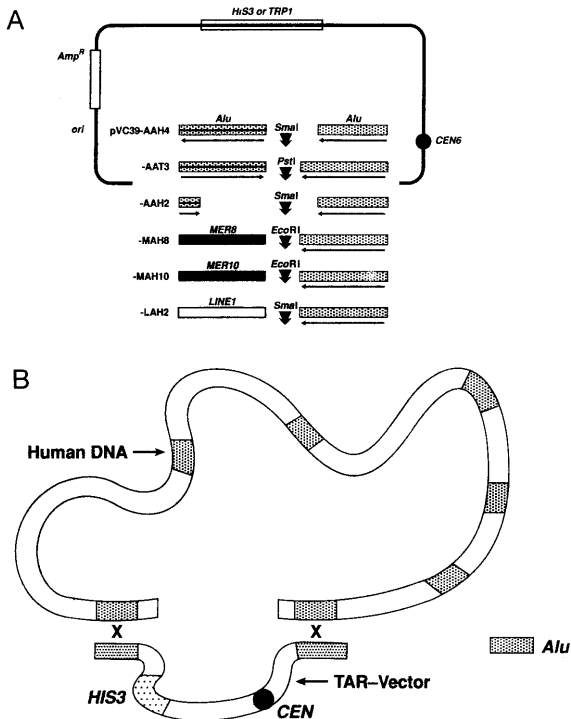 A
HIS3 or TRP1
Amp^R
ori
CEN6
Alu SmaI Alu
pVC39-AAH4
PstI
-AAT3
SmaI
-AAH2
MER8 EcoRI
-MAH8
MER10 EcoRI
-MAH10
LINE1 SmaI
-LAH2
B
Human DNA
X X
Alu
HIS3
TAR–Vector
CEN